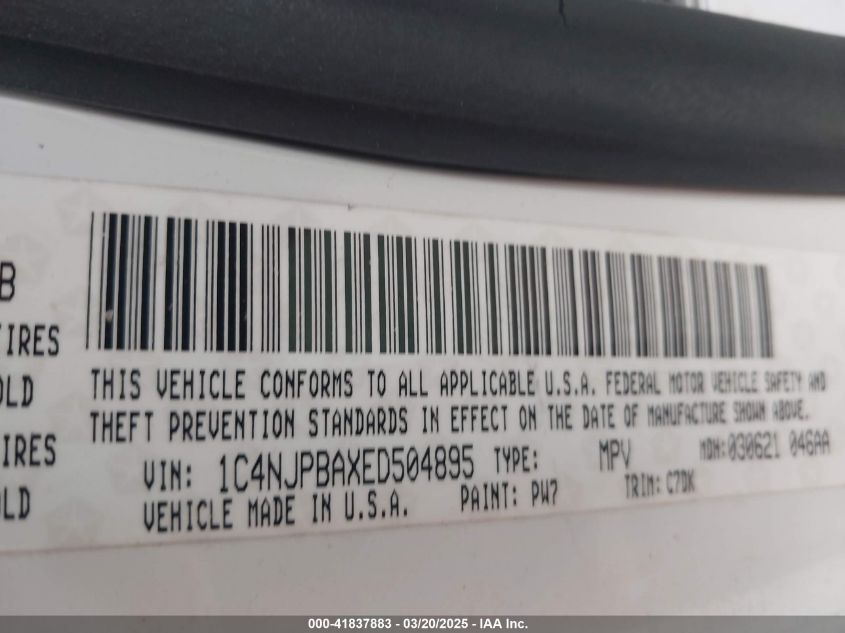 B
TIRES
OLD
IRES
LD
THIS VEHICLE CONFORMS TO ALL APPLICABLE U.S.A. FEDERAL MOTOR VEHICLE SAFETY AND
THEFT PREVENTION STANDARDS IN EFFECT ON THE DATE OF MANUFACTURE SHOWN ABOVE.
VIN: 1C4NJPBAXED504895 TYPE: MPV MDH:030621 046AA
VEHICLE MADE IN U.S.A. PAINT: PW7 TRIM: C7DK
000-41837883 - 03/20/2025 - IAA Inc.